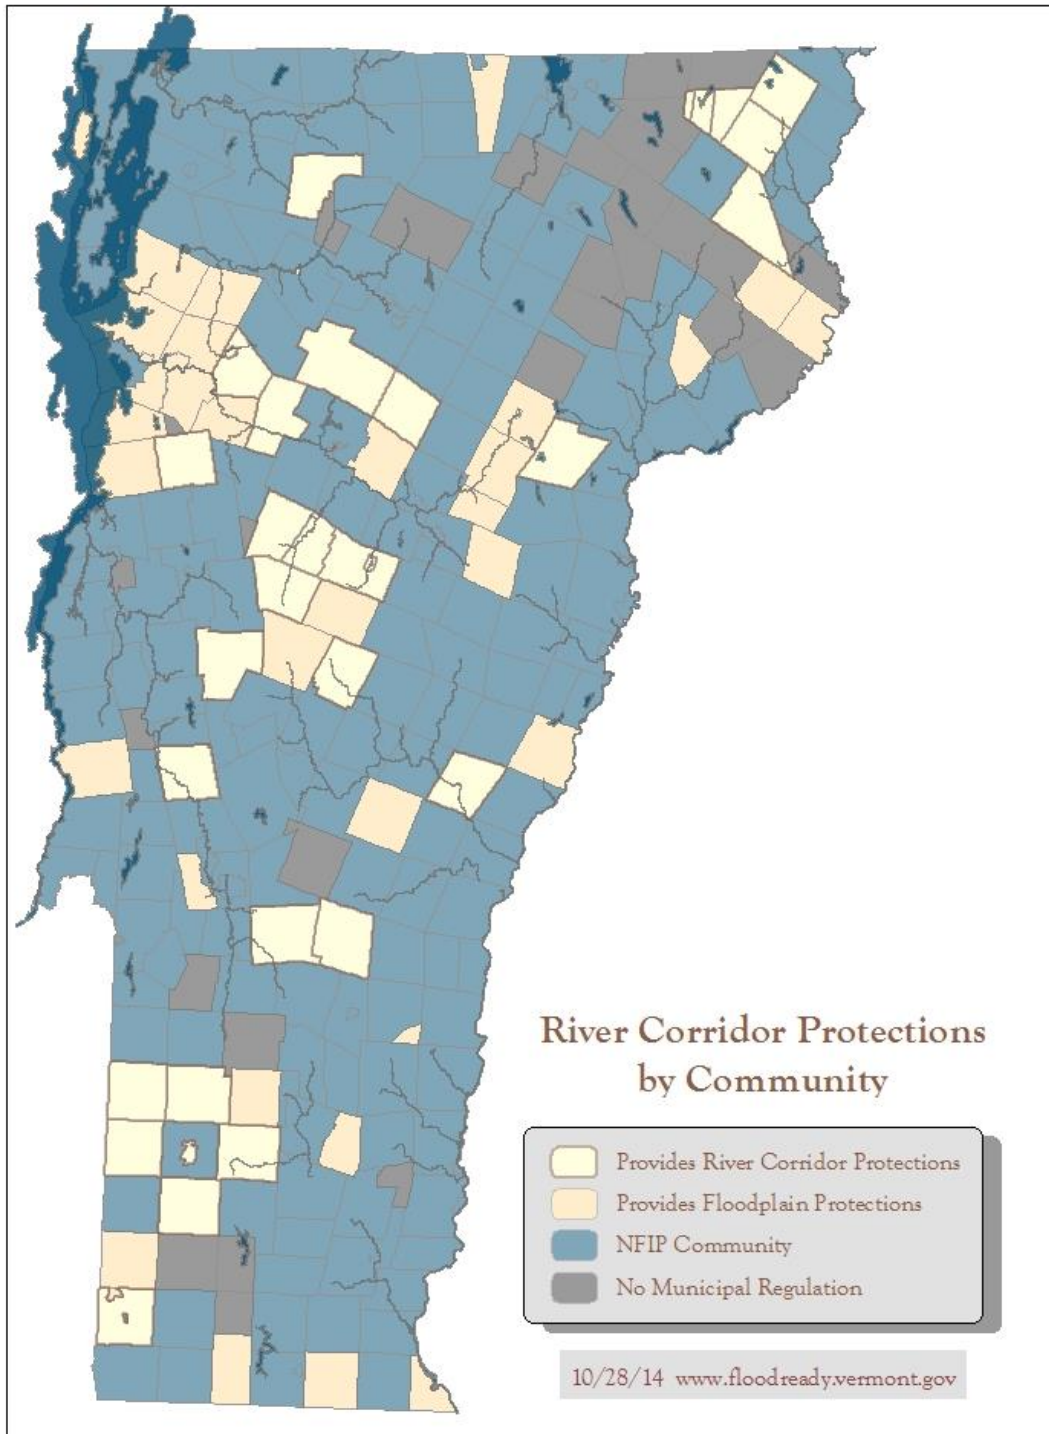 River Corridor Protections
by Community
Provides River Corridor Protections
Provides Floodplain Protections
NFIP Community
No Municipal Regulation
10/28/14 www.floodready.vermont.gov